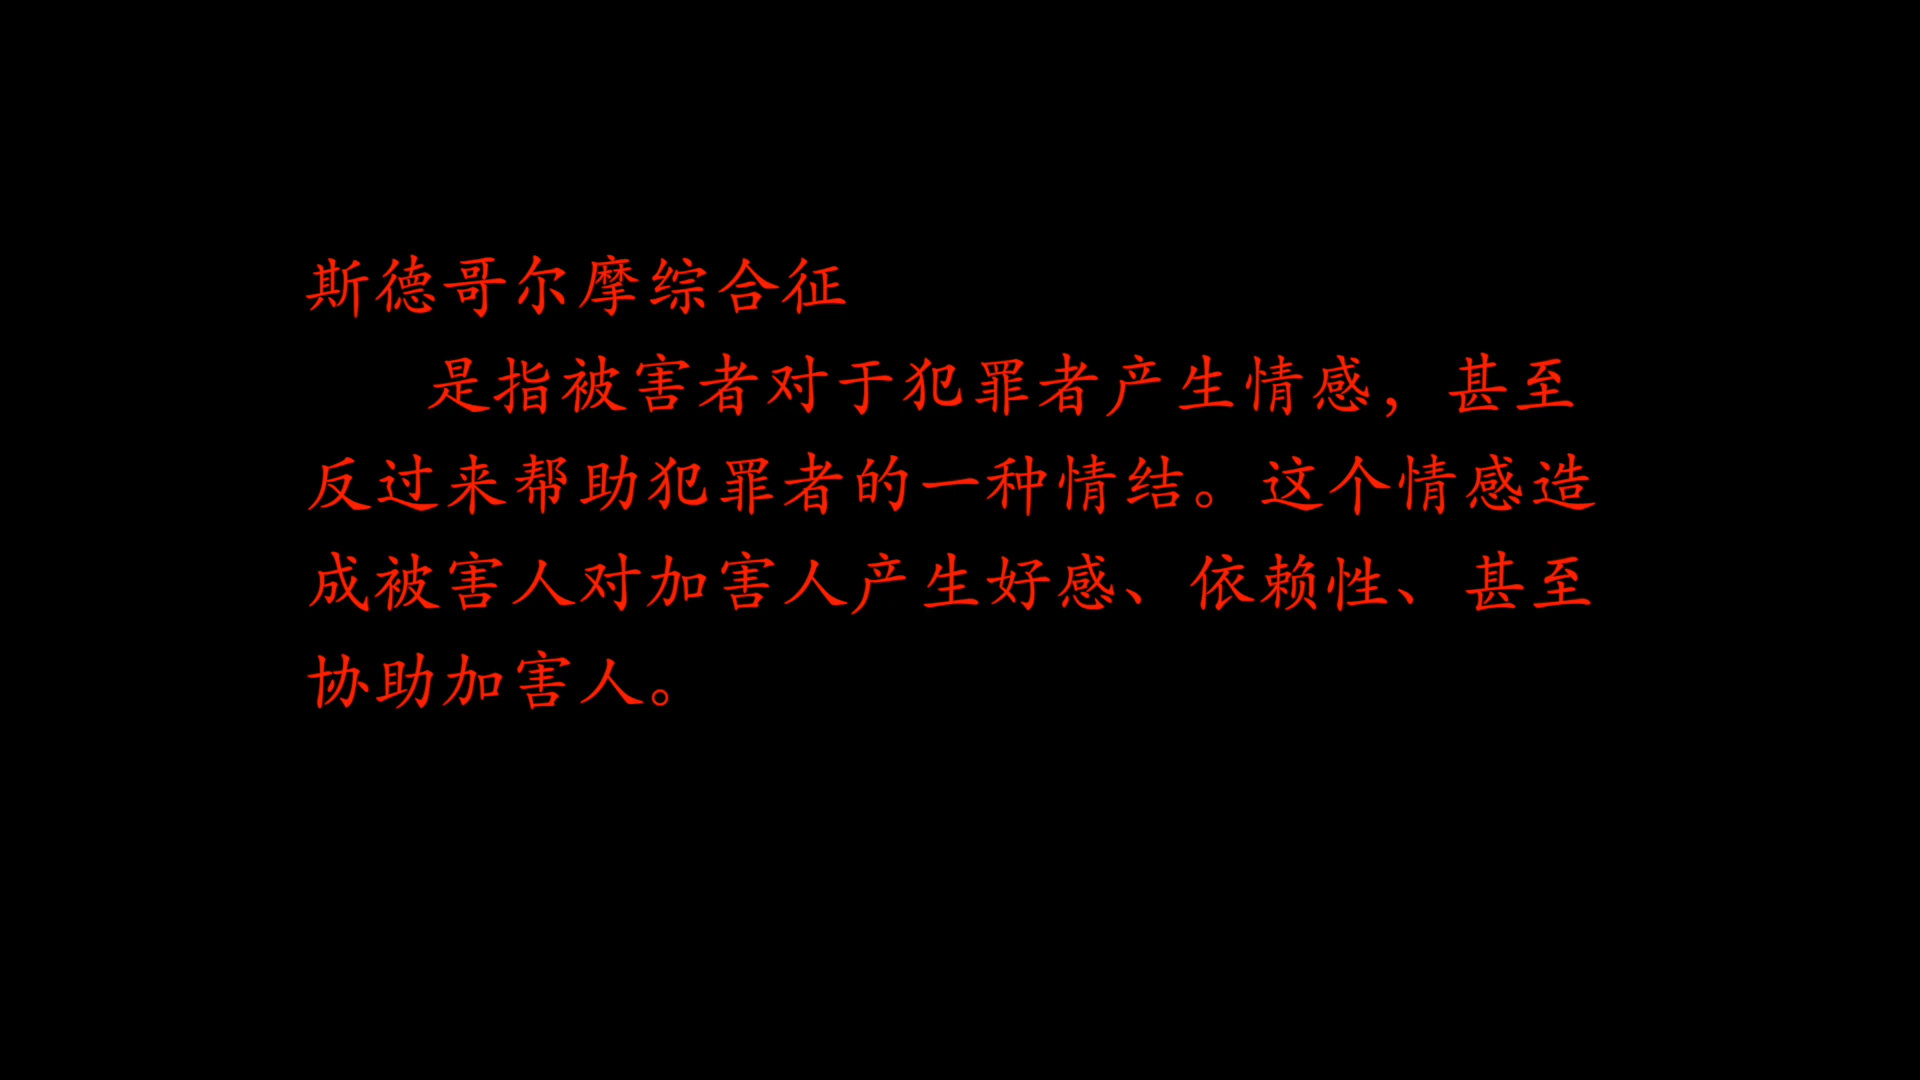 斯德哥尔摩综合征
是指被害者对于犯罪者产生情感，甚至
反过来帮助犯罪者的一种情结。这个情感造
成被害人对加害人产生好感、依赖性、甚至
协助加害人。